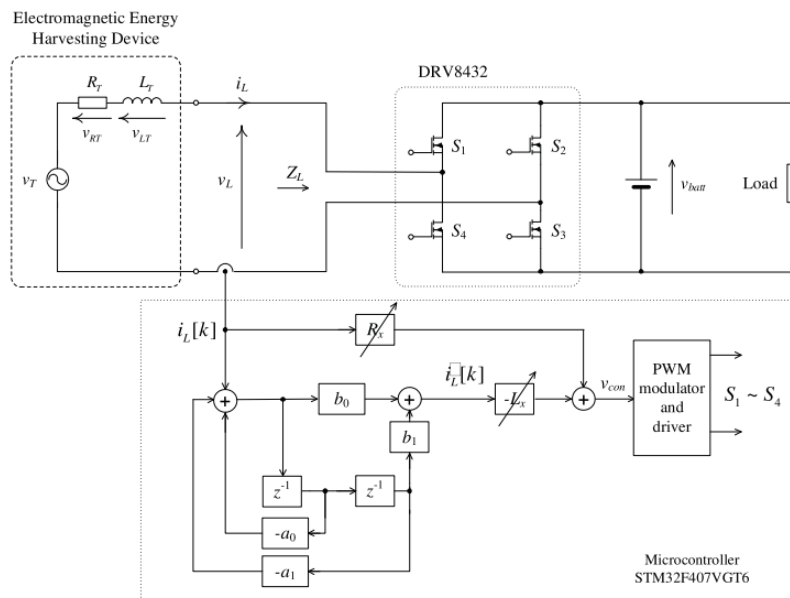 Electromagnetic Energy
Harvesting Device
DRV8432
R_T
L_T
i_L
v_RT
v_LT
v_T
v_L
Z_L
S_1
S_2
S_4
S_3
v_batt
Load
i_L[k]
R_x
i_L[k]
-L_x
v_con
PWM
modulator
and
driver
S_1 ~ S_4
b_0
b_1
z^-1
z^-1
-a_0
-a_1
Microcontroller
STM32F407VGT6